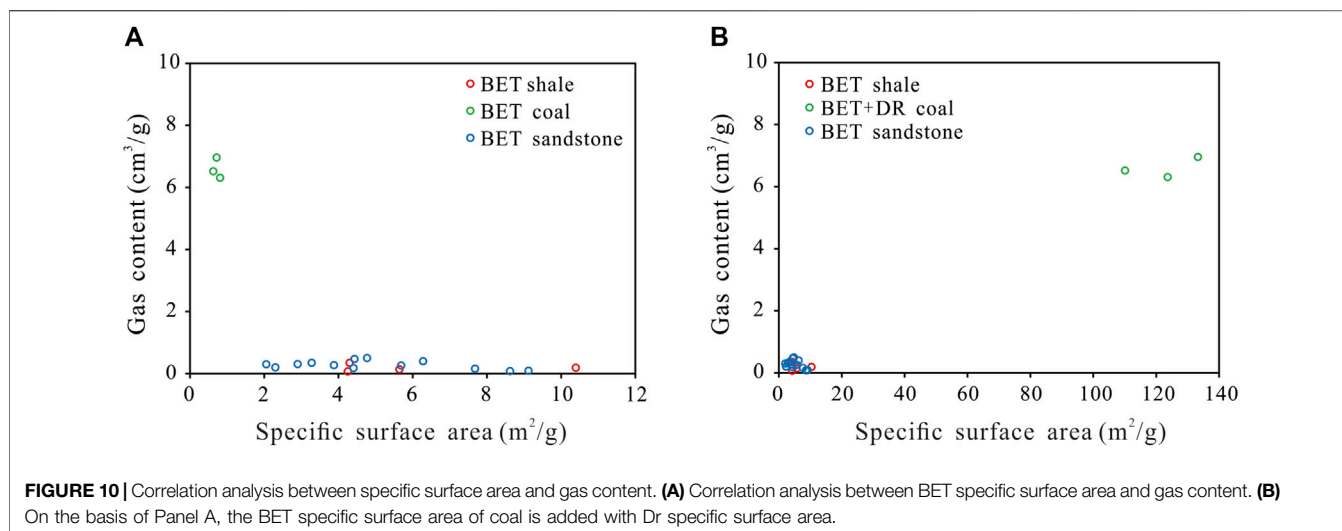 A
B
10
8
6
4
2
0
Gas content (cm³/g)
BET shale
BET coal
BET sandstone
0 2 4 6 8 10 12
Specific surface area (m²/g)
10
8
6
4
2
0
Gas content (cm³/g)
BET shale
BET+DR coal
BET sandstone
0 20 40 60 80 100 120 140
Specific surface area (m²/g)
FIGURE 10 | Correlation analysis between specific surface area and gas content. (A) Correlation analysis between BET specific surface area and gas content. (B)
On the basis of Panel A, the BET specific surface area of coal is added with Dr specific surface area.